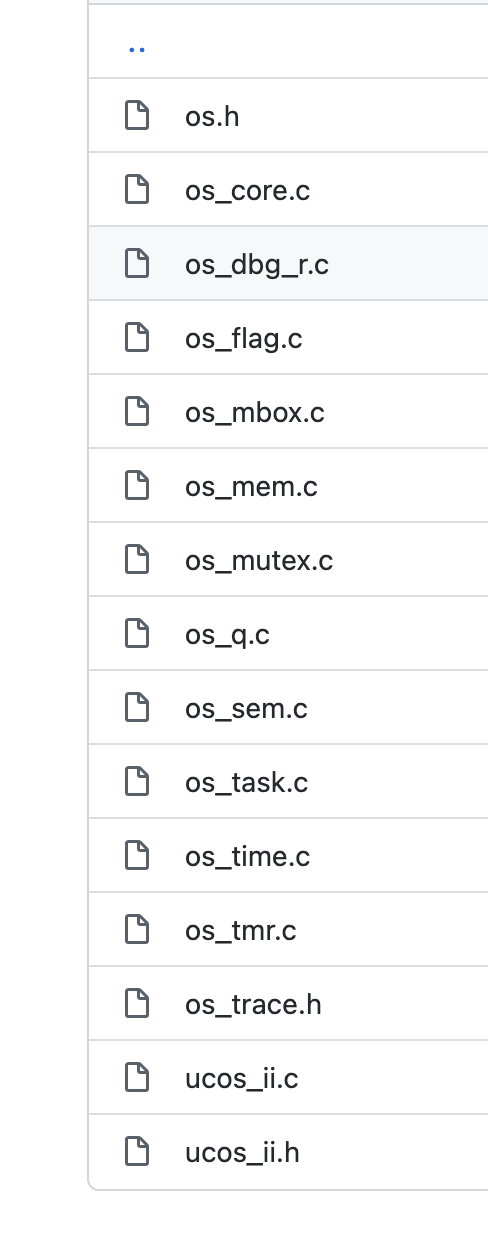 ..
os.h
os_core.c
os_dbg_r.c
os_flag.c
os_mbox.c
os_mem.c
os_mutex.c
os_q.c
os_sem.c
os_task.c
os_time.c
os_tmr.c
os_trace.h
ucos_ii.c
ucos_ii.h